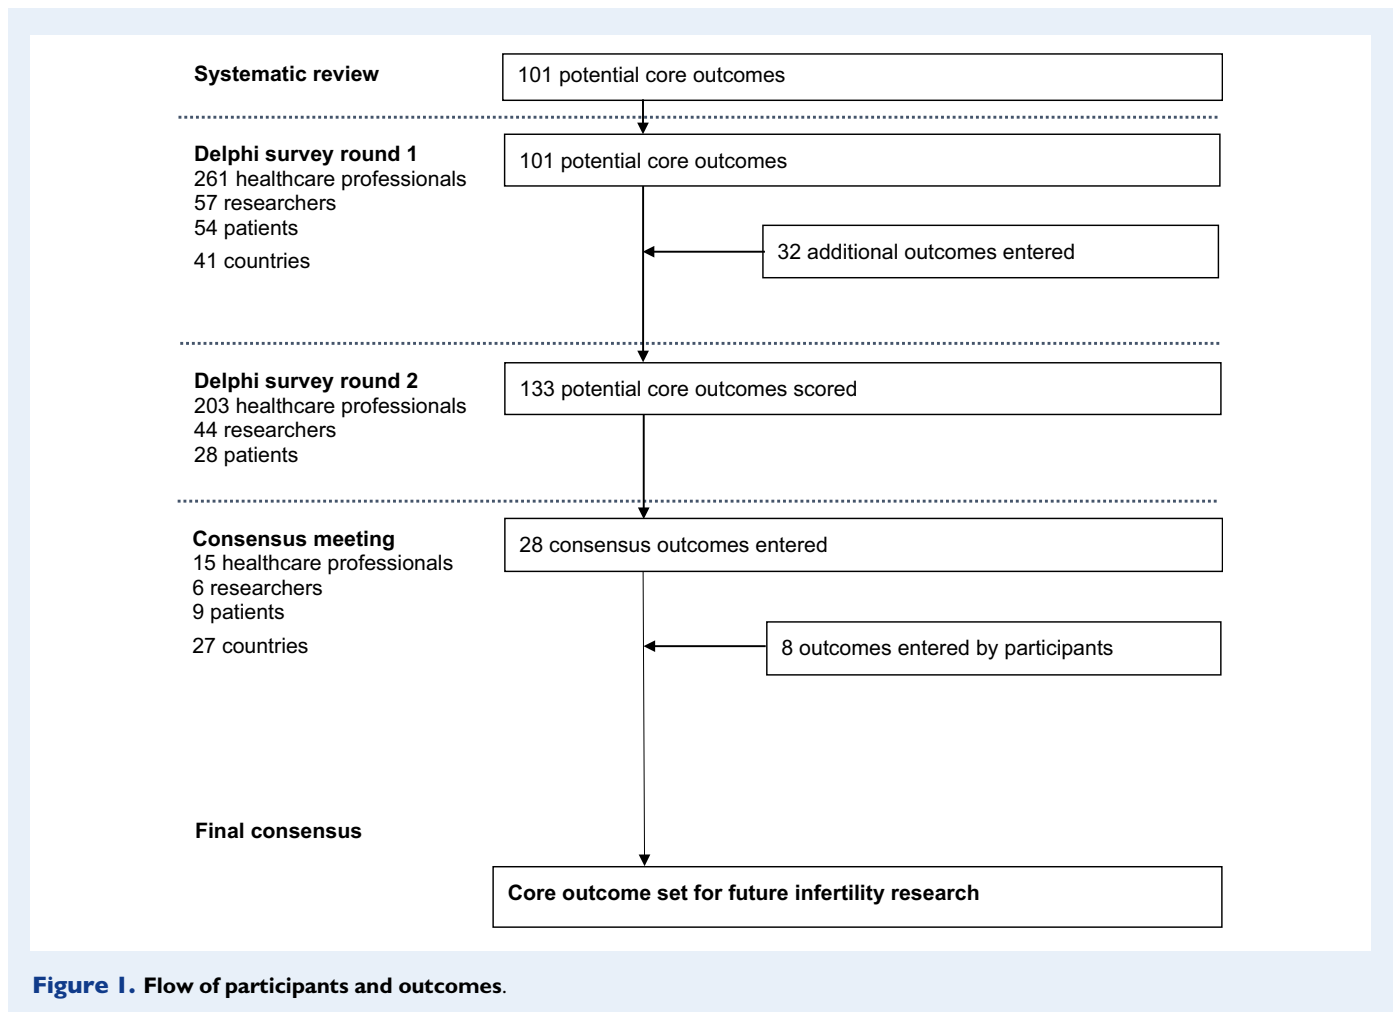 Systematic review
101 potential core outcomes
Delphi survey round 1
261 healthcare professionals
57 researchers
54 patients
41 countries
101 potential core outcomes
32 additional outcomes entered
Delphi survey round 2
203 healthcare professionals
44 researchers
28 patients
133 potential core outcomes scored
Consensus meeting
15 healthcare professionals
6 researchers
9 patients
27 countries
28 consensus outcomes entered
8 outcomes entered by participants
Final consensus
Core outcome set for future infertility research
Figure 1. Flow of participants and outcomes.